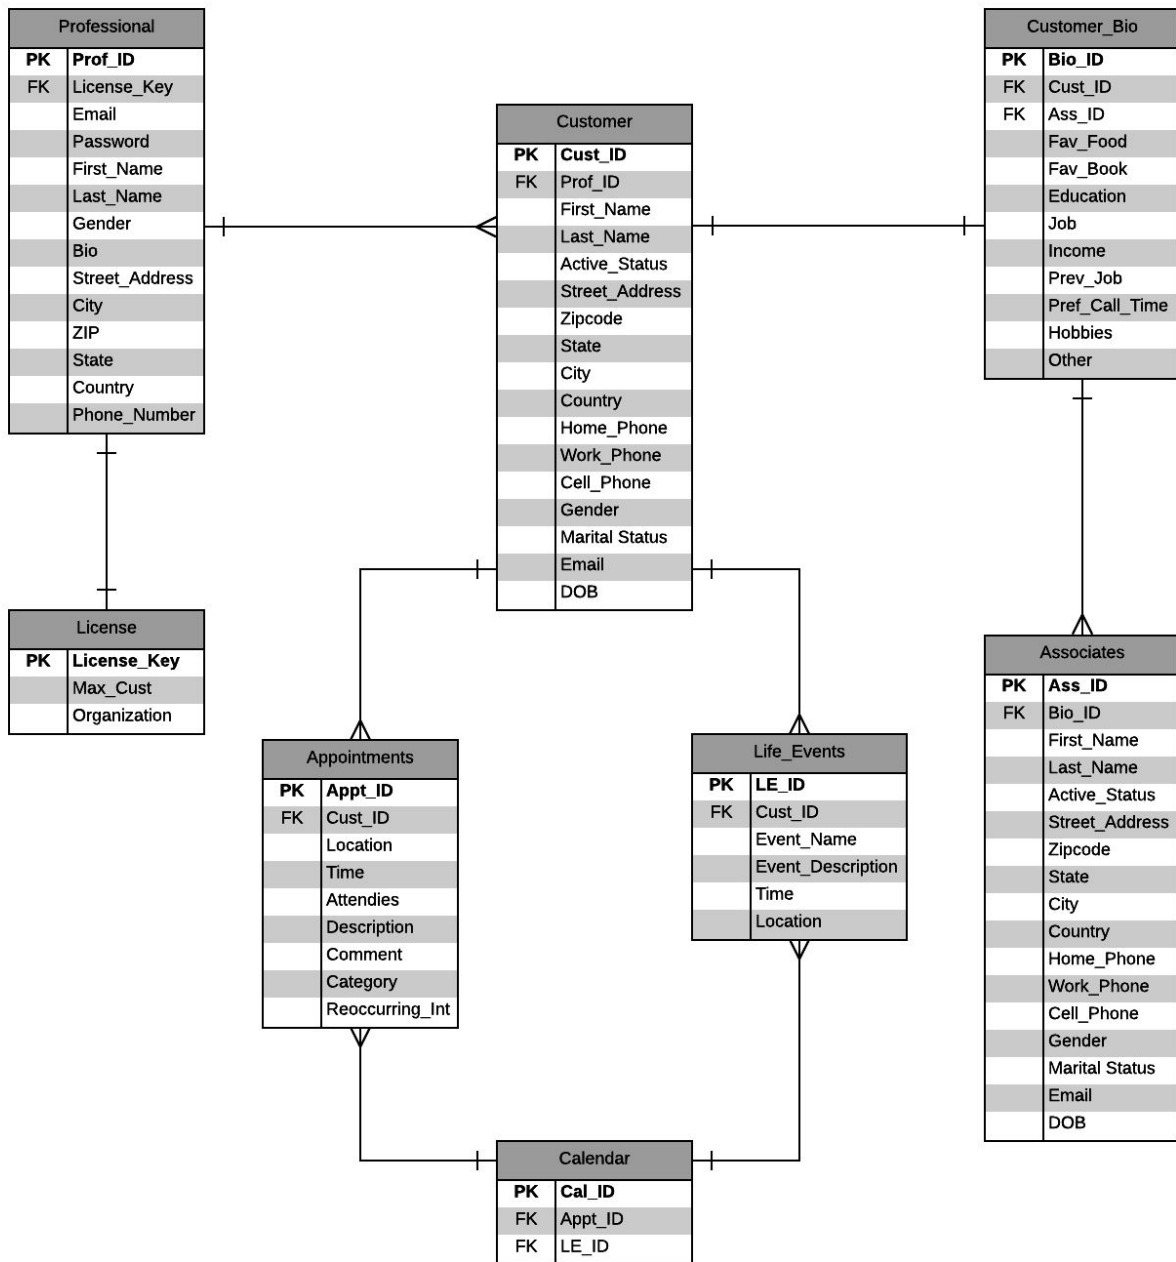 Professional
PK Prof_ID
FK License_Key
Email
Password
First_Name
Last_Name
Gender
Bio
Street_Address
City
ZIP
State
Country
Phone_Number
License
PK License_Key
Max_Cust
Organization
Customer
PK Cust_ID
FK Prof_ID
First_Name
Last_Name
Active_Status
Street_Address
Zipcode
State
City
Country
Home_Phone
Work_Phone
Cell_Phone
Gender
Marital Status
Email
DOB
Customer_Bio
PK Bio_ID
FK Cust_ID
FK Ass_ID
Fav_Food
Fav_Book
Education
Job
Income
Prev_Job
Pref_Call_Time
Hobbies
Other
Appointments
PK Appt_ID
FK Cust_ID
Location
Time
Attendies
Description
Comment
Category
Reoccurring_Int
Life_Events
PK LE_ID
FK Cust_ID
Event_Name
Event_Description
Time
Location
Associates
PK Ass_ID
FK Bio_ID
First_Name
Last_Name
Active_Status
Street_Address
Zipcode
State
City
Country
Home_Phone
Work_Phone
Cell_Phone
Gender
Marital Status
Email
DOB
Calendar
PK Cal_ID
FK Appt_ID
FK LE_ID